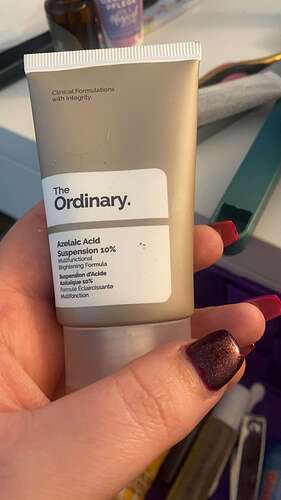 PFLEGE
Clinical Formulations
with Integrity.
The
Ordinary.
Azelaic Acid
Suspension 10%
Multifunctional
Brightening Formula
Suspension d'Acide
Azélaïque 10%
Formule Éclaircissante
Multifonction